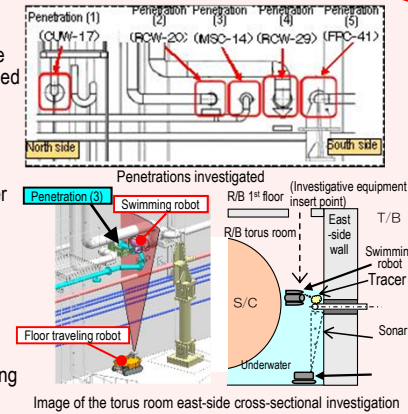 Penetration (1)
(CUW-17)
Penetration
(2)
(RCW-20)
Penetration
(3)
(MSC-14)
Penetration
(4)
(RCW-29)
Penetration
(5)
(FPC-41)
North side
South side
Penetrations investigated
Penetration (3)
Swimming robot
Floor traveling robot
R/B 1st floor
(Investigative equipment
insert point)
R/B torus room
East
-side
wall
T/B
Swimming
robot
Tracer
S/C
Sonar
Underwater
Image of the torus room east-side cross-sectional investigation